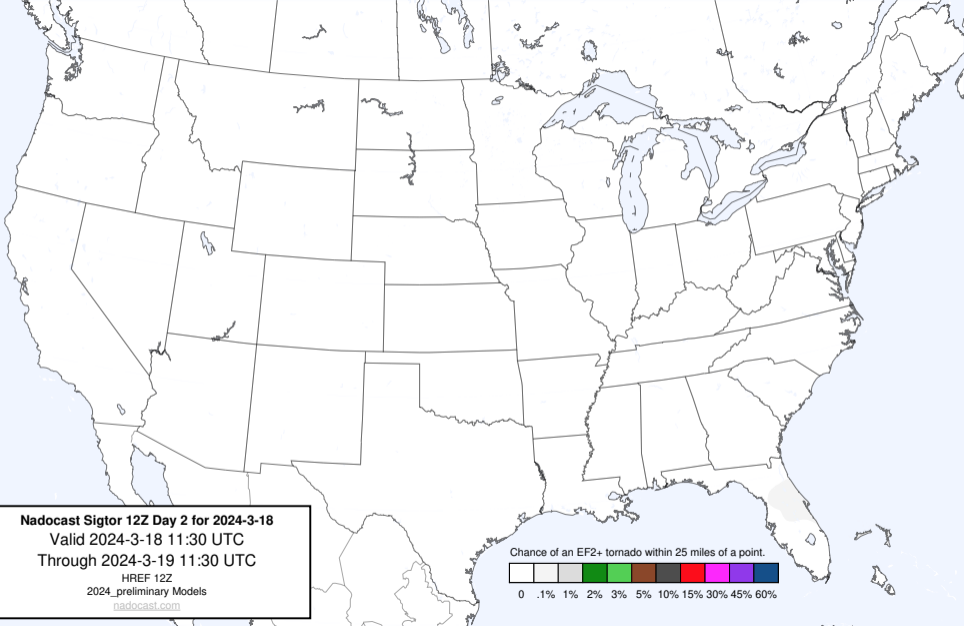 Nadocast Sigtor 12Z Day 2 for 2024-3-18
Valid 2024-3-18 11:30 UTC
Through 2024-3-19 11:30 UTC
HREF 12Z
2024_preliminary Models
nadocast.com
Chance of an EF2+ tornado within 25 miles of a point.
0 .1% 1% 2% 3% 5% 10% 15% 30% 45% 60%